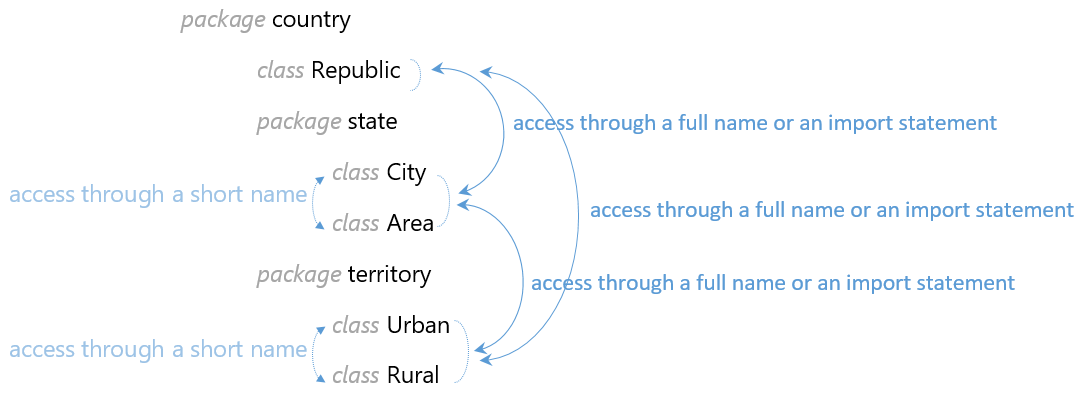 package country
class Republic
package state
access through a full name or an import statement
class City
access through a short name
class Area
access through a full name or an import statement
package territory
access through a full name or an import statement
class Urban
access through a short name
class Rural